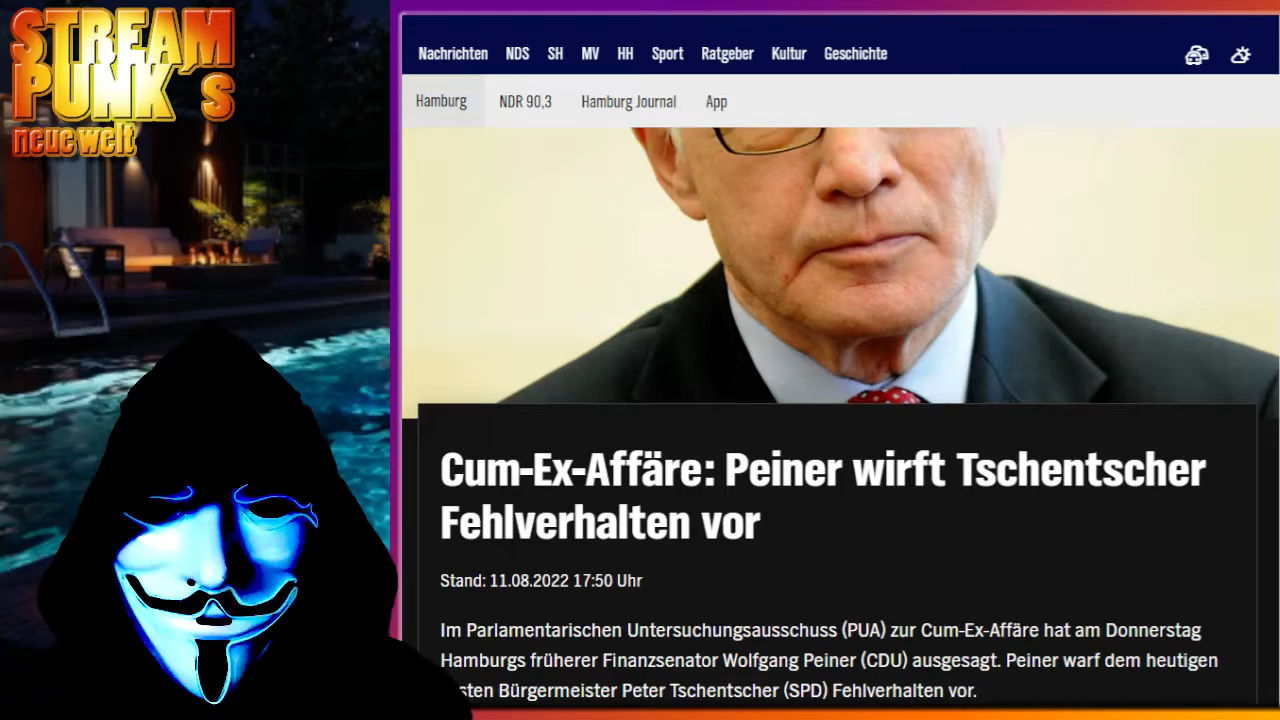 STREAM
PUNK´s
neue welt
Nachrichten NDS SH MV HH Sport Ratgeber Kultur Geschichte
Hamburg NDR 90,3 Hamburg Journal App
Cum-Ex-Affäre: Peiner wirft Tschentscher
Fehlverhalten vor
Stand: 11.08.2022 17:50 Uhr
Im Parlamentarischen Untersuchungsausschuss (PUA) zur Cum-Ex-Affäre hat am Donnerstag
Hamburgs früherer Finanzsenator Wolfgang Peiner (CDU) ausgesagt. Peiner warf dem heutigen
sten Bürgermeister Peter Tschentscher (SPD) Fehlverhalten vor.